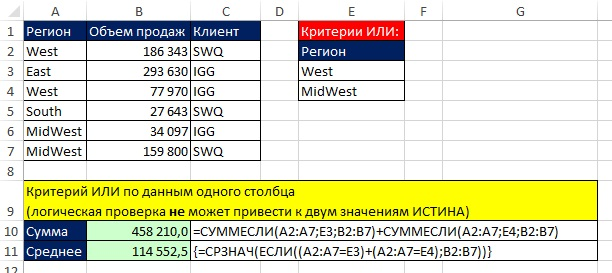 A B C D E F G
1 Регион Объем продаж Клиент Критерии ИЛИ:
2 West 186 343 SWQ Регион
3 East 293 630 IGG West
4 West 77 970 IGG MidWest
5 South 27 643 SWQ
6 MidWest 34 097 IGG
7 MidWest 159 800 SWQ
8
Критерий ИЛИ по данным одного столбца
9 (логическая проверка не может привести к двум значениям ИСТИНА)
10 Сумма 458 210,0 =СУММЕСЛИ(A2:A7;E3;B2:B7)+СУММЕСЛИ(A2:A7;E4;B2:B7)
11 Среднее 114 552,5 {=СРЗНАЧ(ЕСЛИ((A2:A7=E3)+(A2:A7=E4);B2:B7))}
12